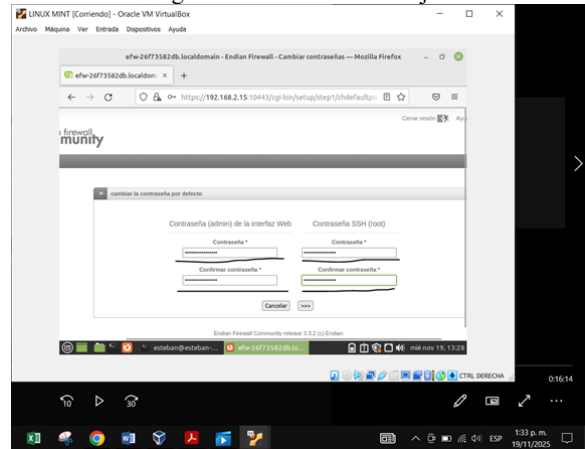 LINUX MINT [Corriendo] - Oracle VM VirtualBox
Archivo Máquina Ver Entrada Dispositivos Ayuda
efw-26f73582db.localdomain - Endian Firewall - Cambiar contraseñas — Mozilla Firefox
efw-26f73582db.localdom
https://192.168.2.15:10443/cgi-bin/setup/step1/chdefaultp
Cerrar sesión
firewall
munity
cambiar la contraseña por defecto
Contraseña (admin) de la interfaz Web Contraseña SSH (root)
Contraseña * Contraseña *
Confirmar contraseña * Confirmar contraseña *
Cancelar >>>
Endian Firewall Community release 3.3.2 (c) Endian
esteban@esteban-... efw-26f73582db.lo... mié nov 19, 13:28
CTRL DERECHA
0:16:14
10 30
ESP 1:33 p. m.
19/11/2025